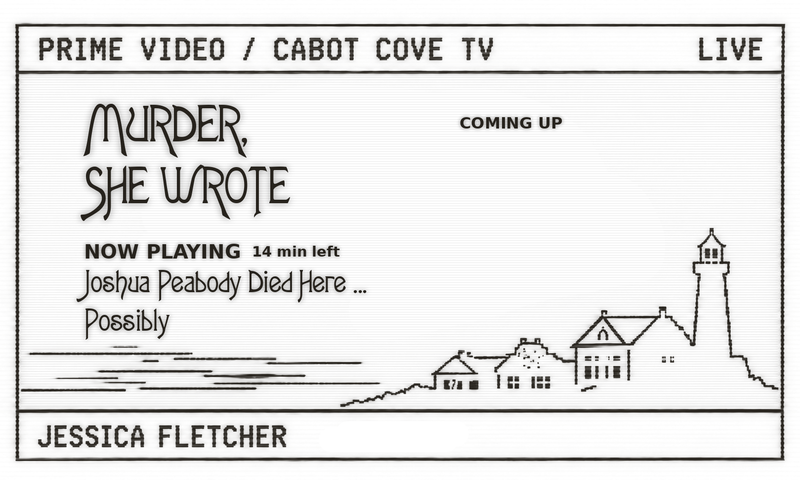 PRIME VIDEO / CABOT COVE TV
LIVE
MURDER,
SHE WROTE
COMING UP
NOW PLAYING 14 min left
Joshua Peabody Died Here ...
Possibly
JESSICA FLETCHER